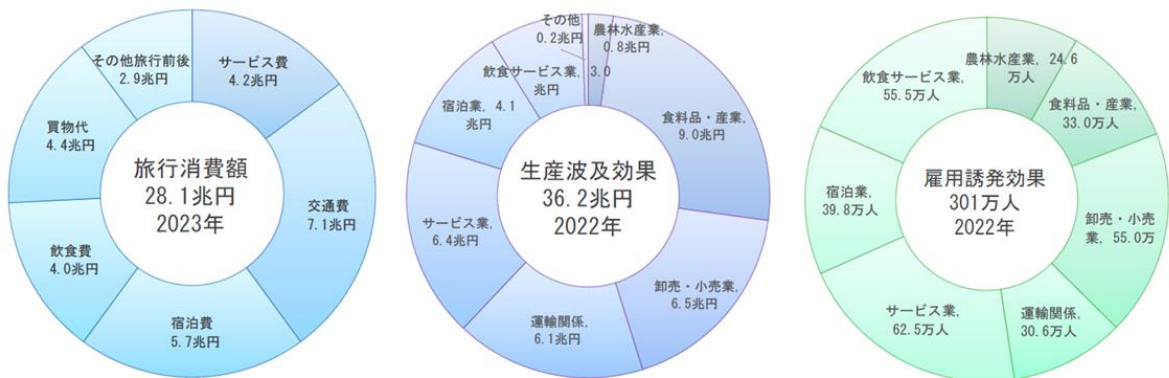 サービス費
4.2兆円
交通費
7.1兆円
宿泊費
5.7兆円
飲食費
4.0兆円
買物代
4.4兆円
その他旅行前後
2.9兆円
旅行消費額
28.1兆円
2023年
農林水産業,
0.8兆円
食料品・産業,
9.0兆円
卸売・小売業,
6.5兆円
運輸関係,
6.1兆円
サービス業,
6.4兆円
宿泊業, 4.1
兆円
飲食サービス業, 3.0
兆円
その他
0.2兆円
生産波及効果
36.2兆円
2022年
農林水産業, 24.6
万人
食料品・産業,
33.0万人
卸売・小売
業, 55.0万
運輸関係,
30.6万人
サービス業,
62.5万人
宿泊業,
39.8万人
飲食サービス業,
55.5万人
雇用誘発効果
301万人
2022年